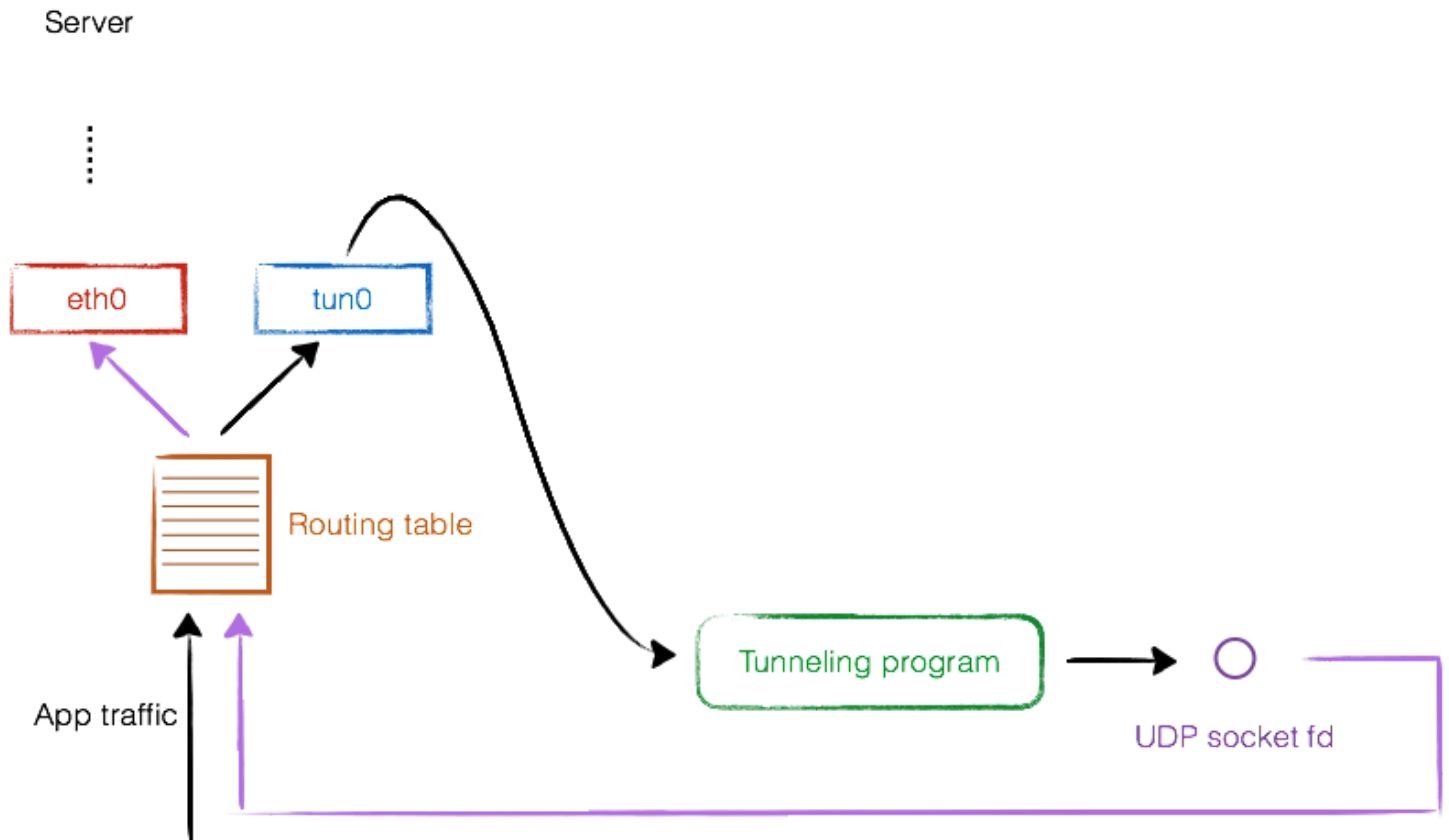 Server
eth0
tun0
Routing table
Tunneling program
App traffic
UDP socket fd